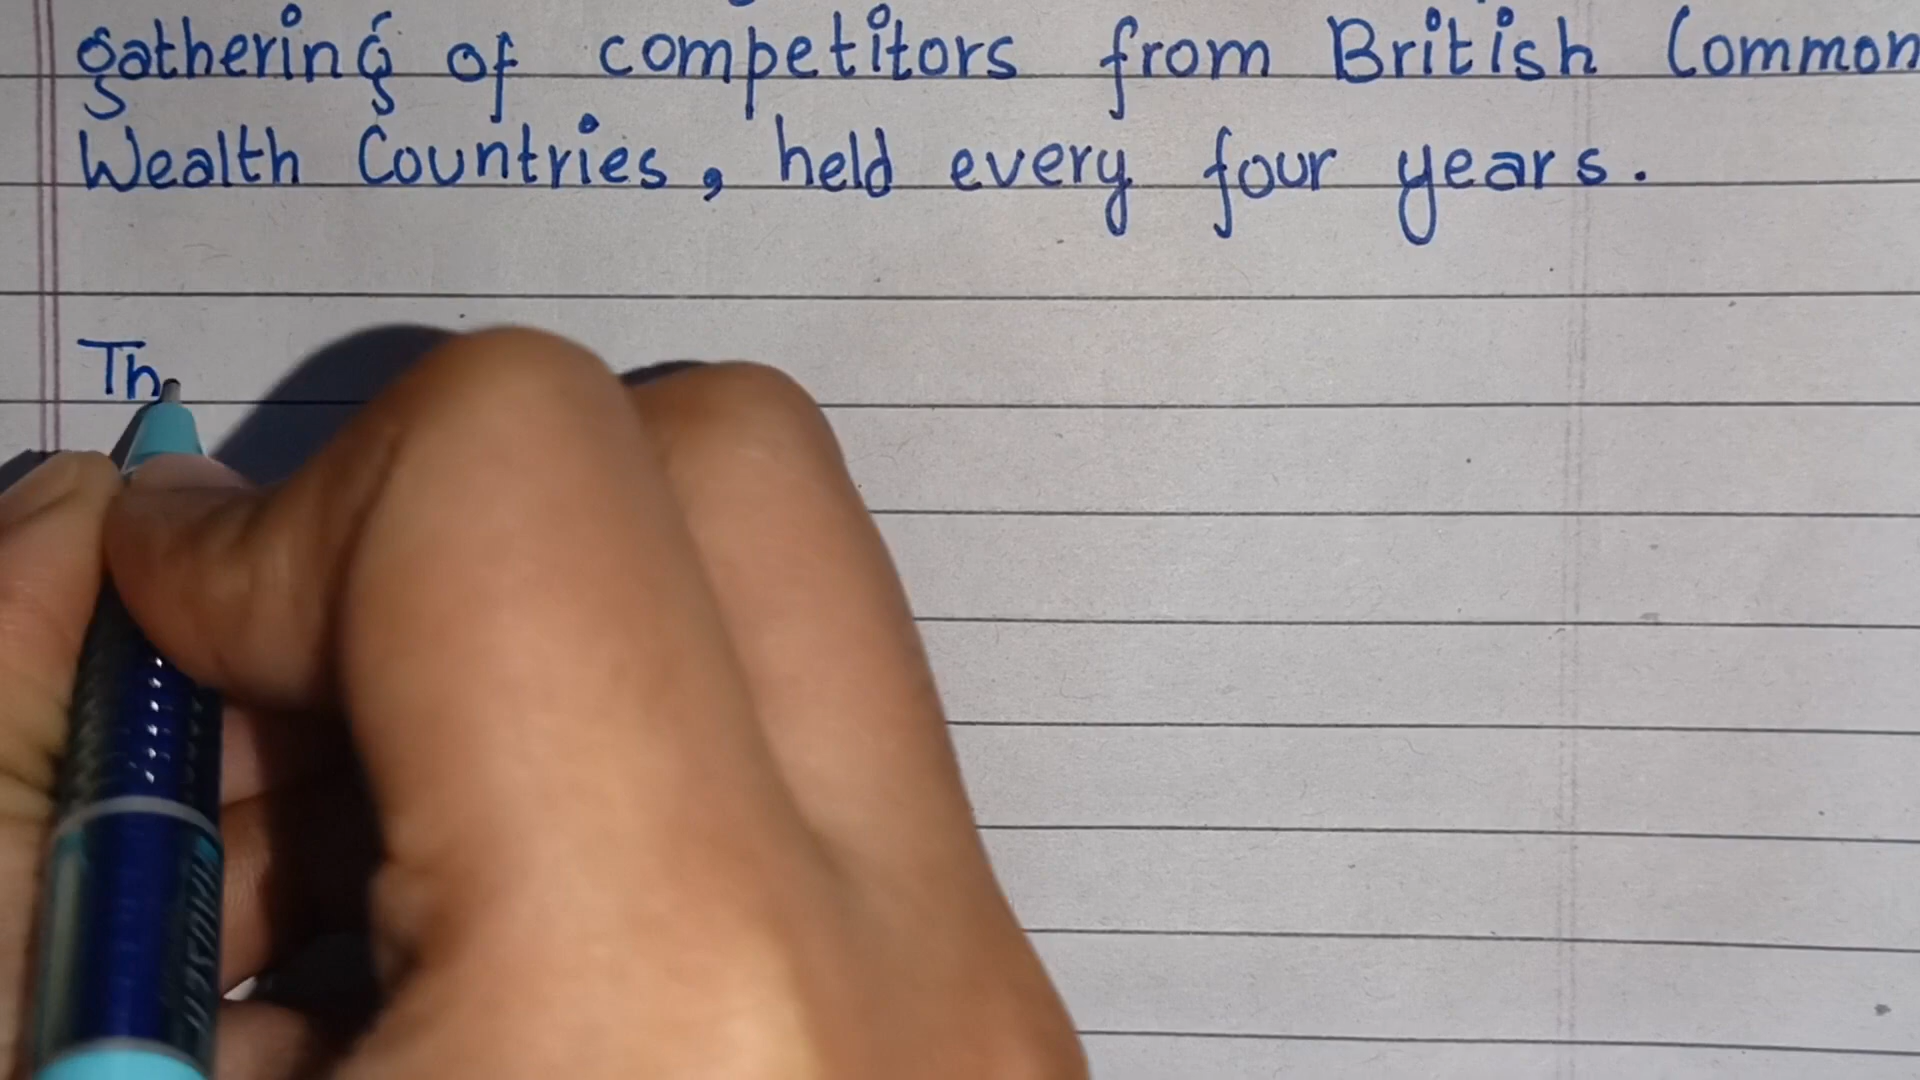 gathering of competitors from British Common
Wealth Countries, held every four years.
Th